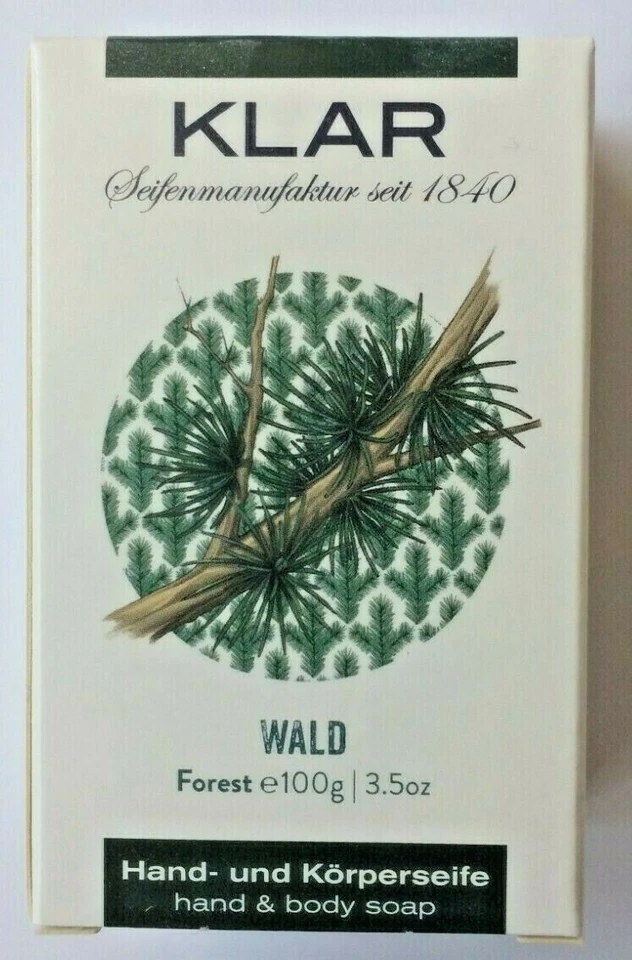 KLAR
Seifenmanufaktur seit 1840
WALD
Forest ℮100g | 3.5oz
Hand- und Körperseife
hand & body soap